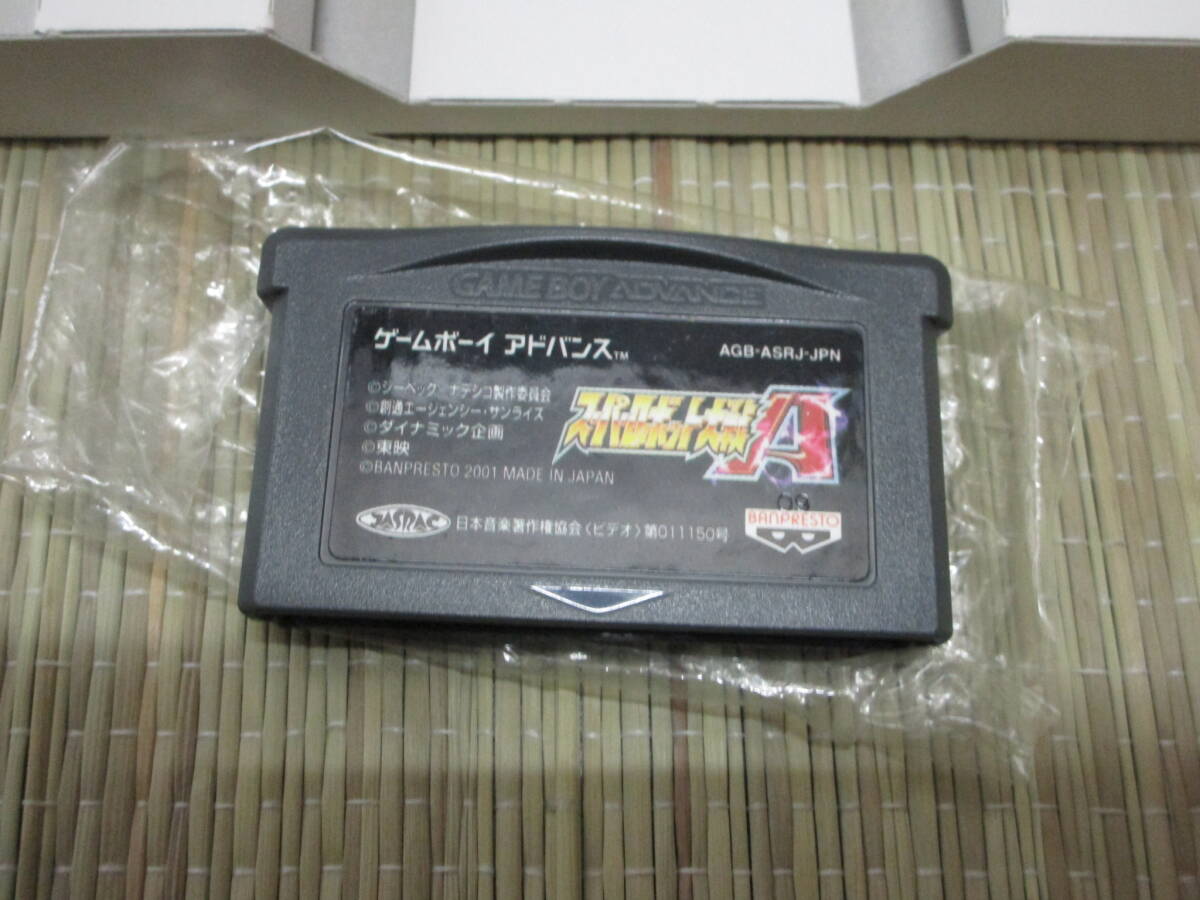 GAME BOY ADVANCE
ゲームボーイ アドバンス™
AGB-ASRJ-JPN
©ジーベック ナデシコ製作委員会
©創通エージェンシー・サンライズ
©ダイナミック企画
©東映
©BANPRESTO 2001 MADE IN JAPAN
スーパーロボット大戦A
09
JASRAC
日本音楽著作権協会〈ビデオ〉第011150号
BANPRESTO